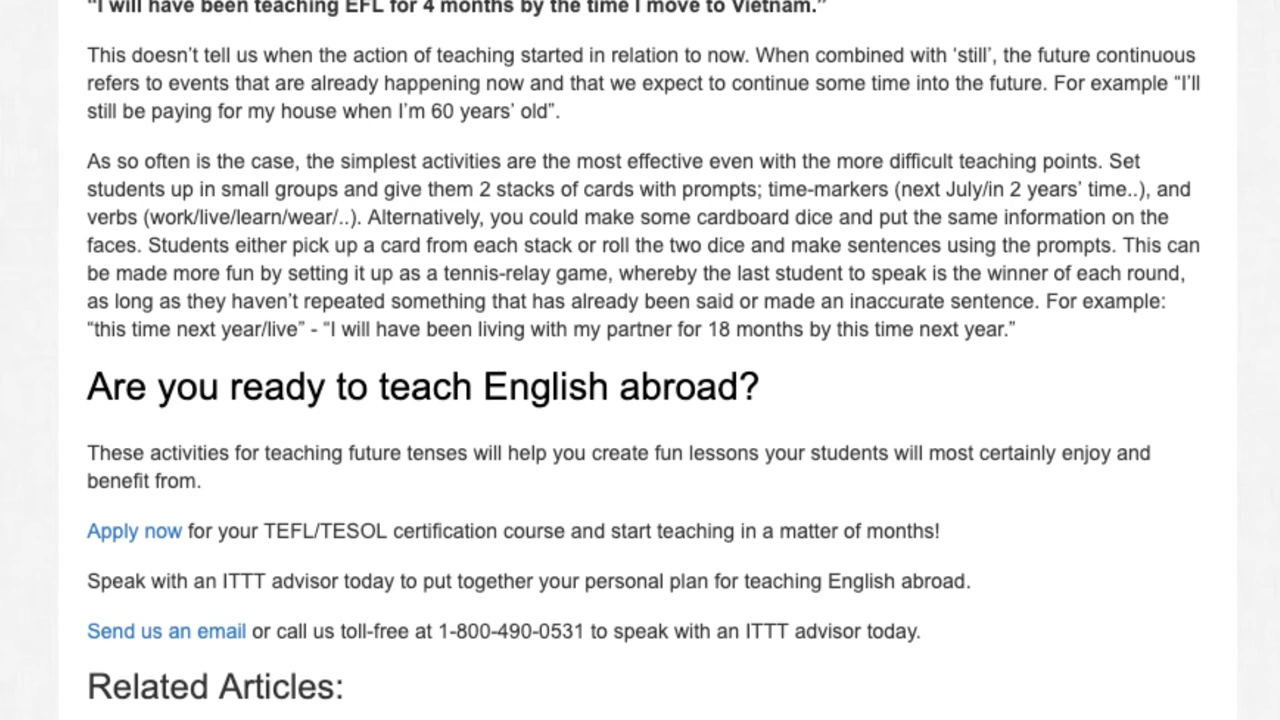 “I will have been teaching EFL for 4 months by the time I move to Vietnam.”
This doesn’t tell us when the action of teaching started in relation to now. When combined with ‘still’, the future continuous
refers to events that are already happening now and that we expect to continue some time into the future. For example “I’ll
still be paying for my house when I’m 60 years’ old”.
As so often is the case, the simplest activities are the most effective even with the more difficult teaching points. Set
students up in small groups and give them 2 stacks of cards with prompts; time-markers (next July/in 2 years’ time..), and
verbs (work/live/learn/wear/..). Alternatively, you could make some cardboard dice and put the same information on the
faces. Students either pick up a card from each stack or roll the two dice and make sentences using the prompts. This can
be made more fun by setting it up as a tennis-relay game, whereby the last student to speak is the winner of each round,
as long as they haven’t repeated something that has already been said or made an inaccurate sentence. For example:
“this time next year/live” - “I will have been living with my partner for 18 months by this time next year.”
Are you ready to teach English abroad?
These activities for teaching future tenses will help you create fun lessons your students will most certainly enjoy and
benefit from.
Apply now for your TEFL/TESOL certification course and start teaching in a matter of months!
Speak with an ITTT advisor today to put together your personal plan for teaching English abroad.
Send us an email or call us toll-free at 1-800-490-0531 to speak with an ITTT advisor today.
Related Articles: